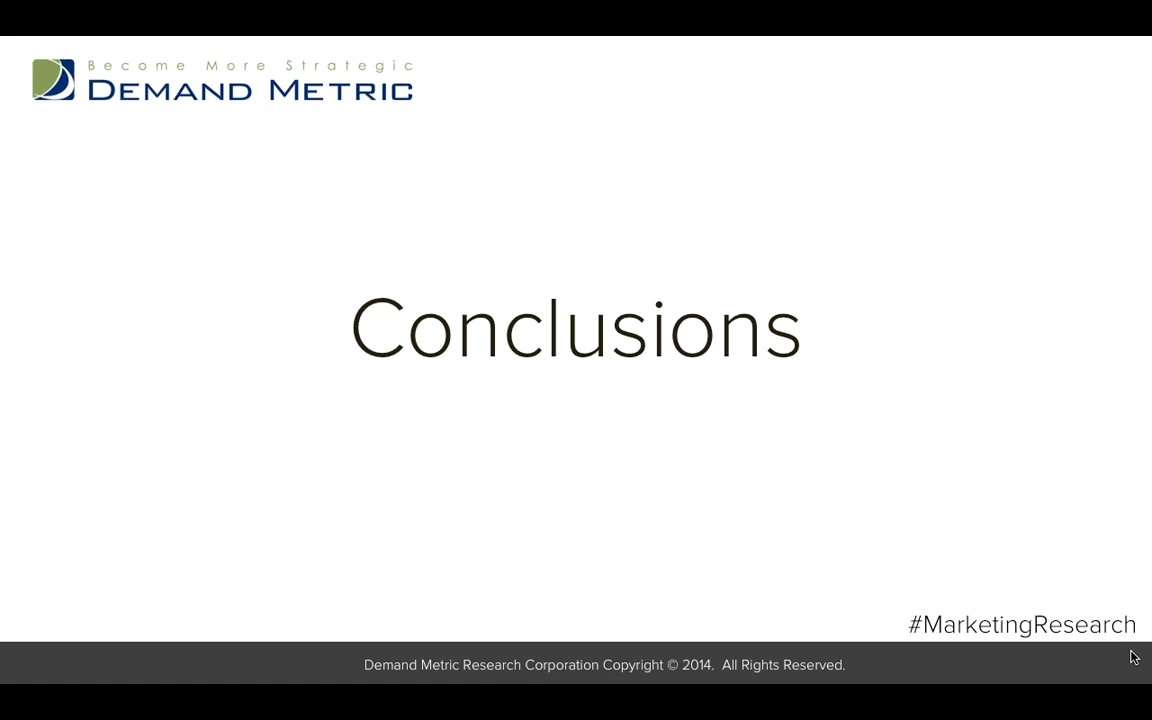 Become More Strategic
DEMAND METRIC
Conclusions
#MarketingResearch
Demand Metric Research Corporation Copyright © 2014.  All Rights Reserved.